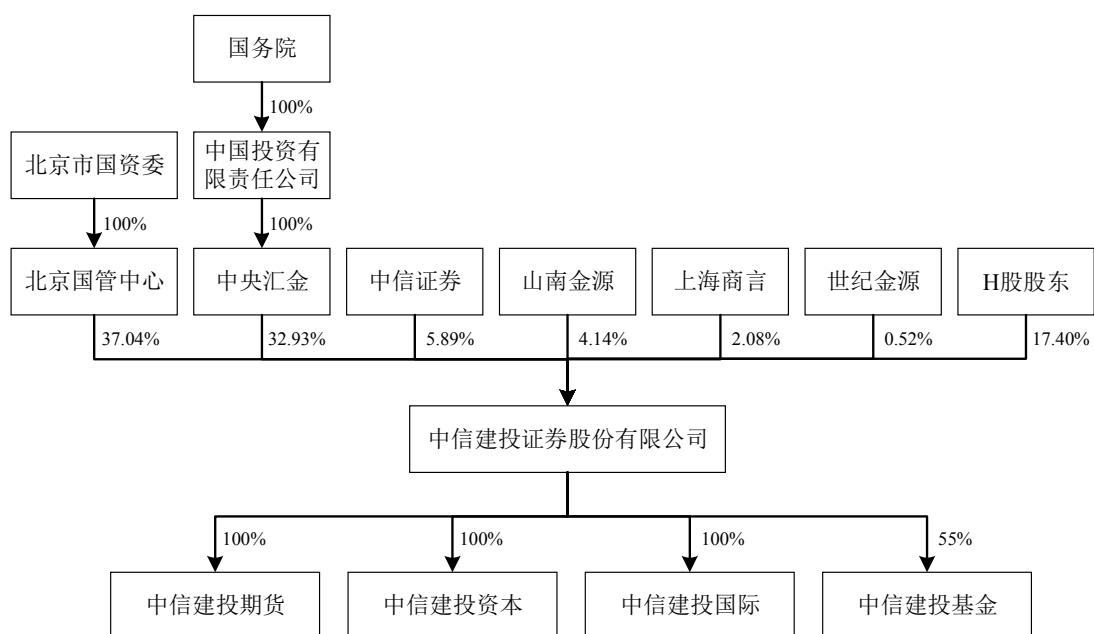 国务院
100%
北京市国资委
中国投资有
限责任公司
100%
100%
北京国管中心
中央汇金
中信证券
山南金源
上海商言
世纪金源
H股股东
37.04%
32.93%
5.89%
4.14%
2.08%
0.52%
17.40%
中信建投证券股份有限公司
100%
100%
100%
55%
中信建投期货
中信建投资本
中信建投国际
中信建投基金